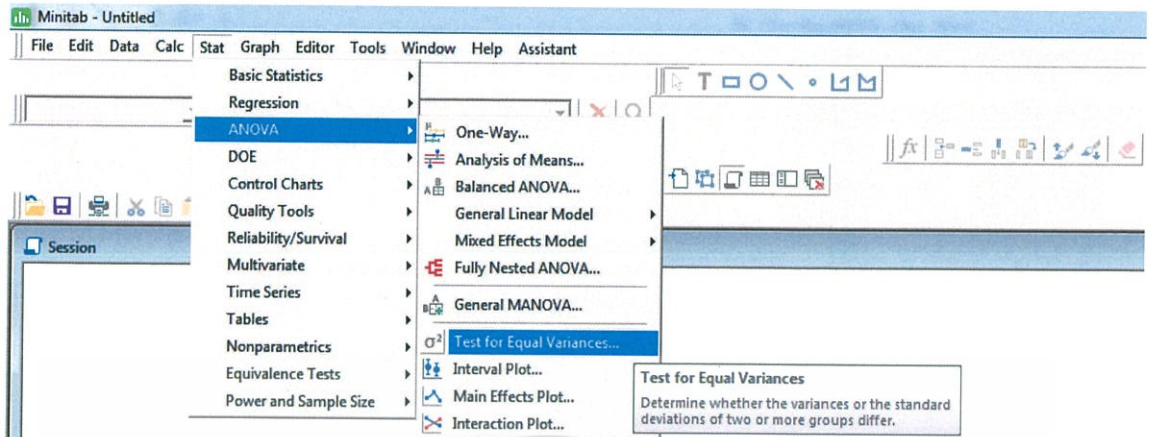 Minitab - Untitled
File Edit Data Calc Stat Graph Editor Tools Window Help Assistant
Basic Statistics
Regression
ANOVA
DOE
Control Charts
Quality Tools
Reliability/Survival
Multivariate
Time Series
Tables
Nonparametrics
Equivalence Tests
Power and Sample Size
One-Way...
Analysis of Means...
Balanced ANOVA...
General Linear Model
Mixed Effects Model
Fully Nested ANOVA...
General MANOVA...
σ² Test for Equal Variances...
Interval Plot...
Main Effects Plot...
Interaction Plot...
Test for Equal Variances
Determine whether the variances or the standard
deviations of two or more groups differ.
T
fx
Session